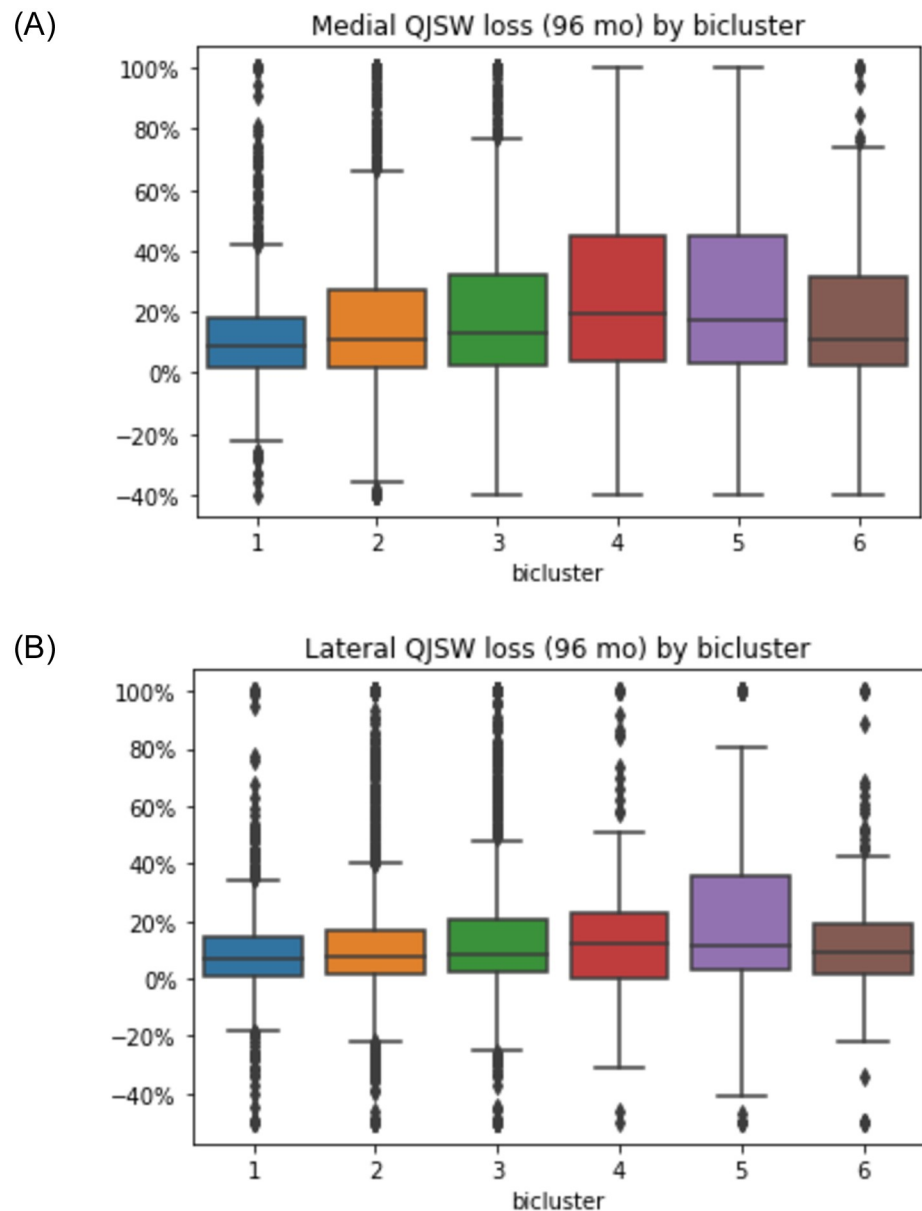 (A)
Medial QJSW loss (96 mo) by bicluster
100%
80%
60%
40%
20%
0%
−20%
−40%
1 2 3 4 5 6
bicluster
(B)
Lateral QJSW loss (96 mo) by bicluster
100%
80%
60%
40%
20%
0%
−20%
−40%
1 2 3 4 5 6
bicluster